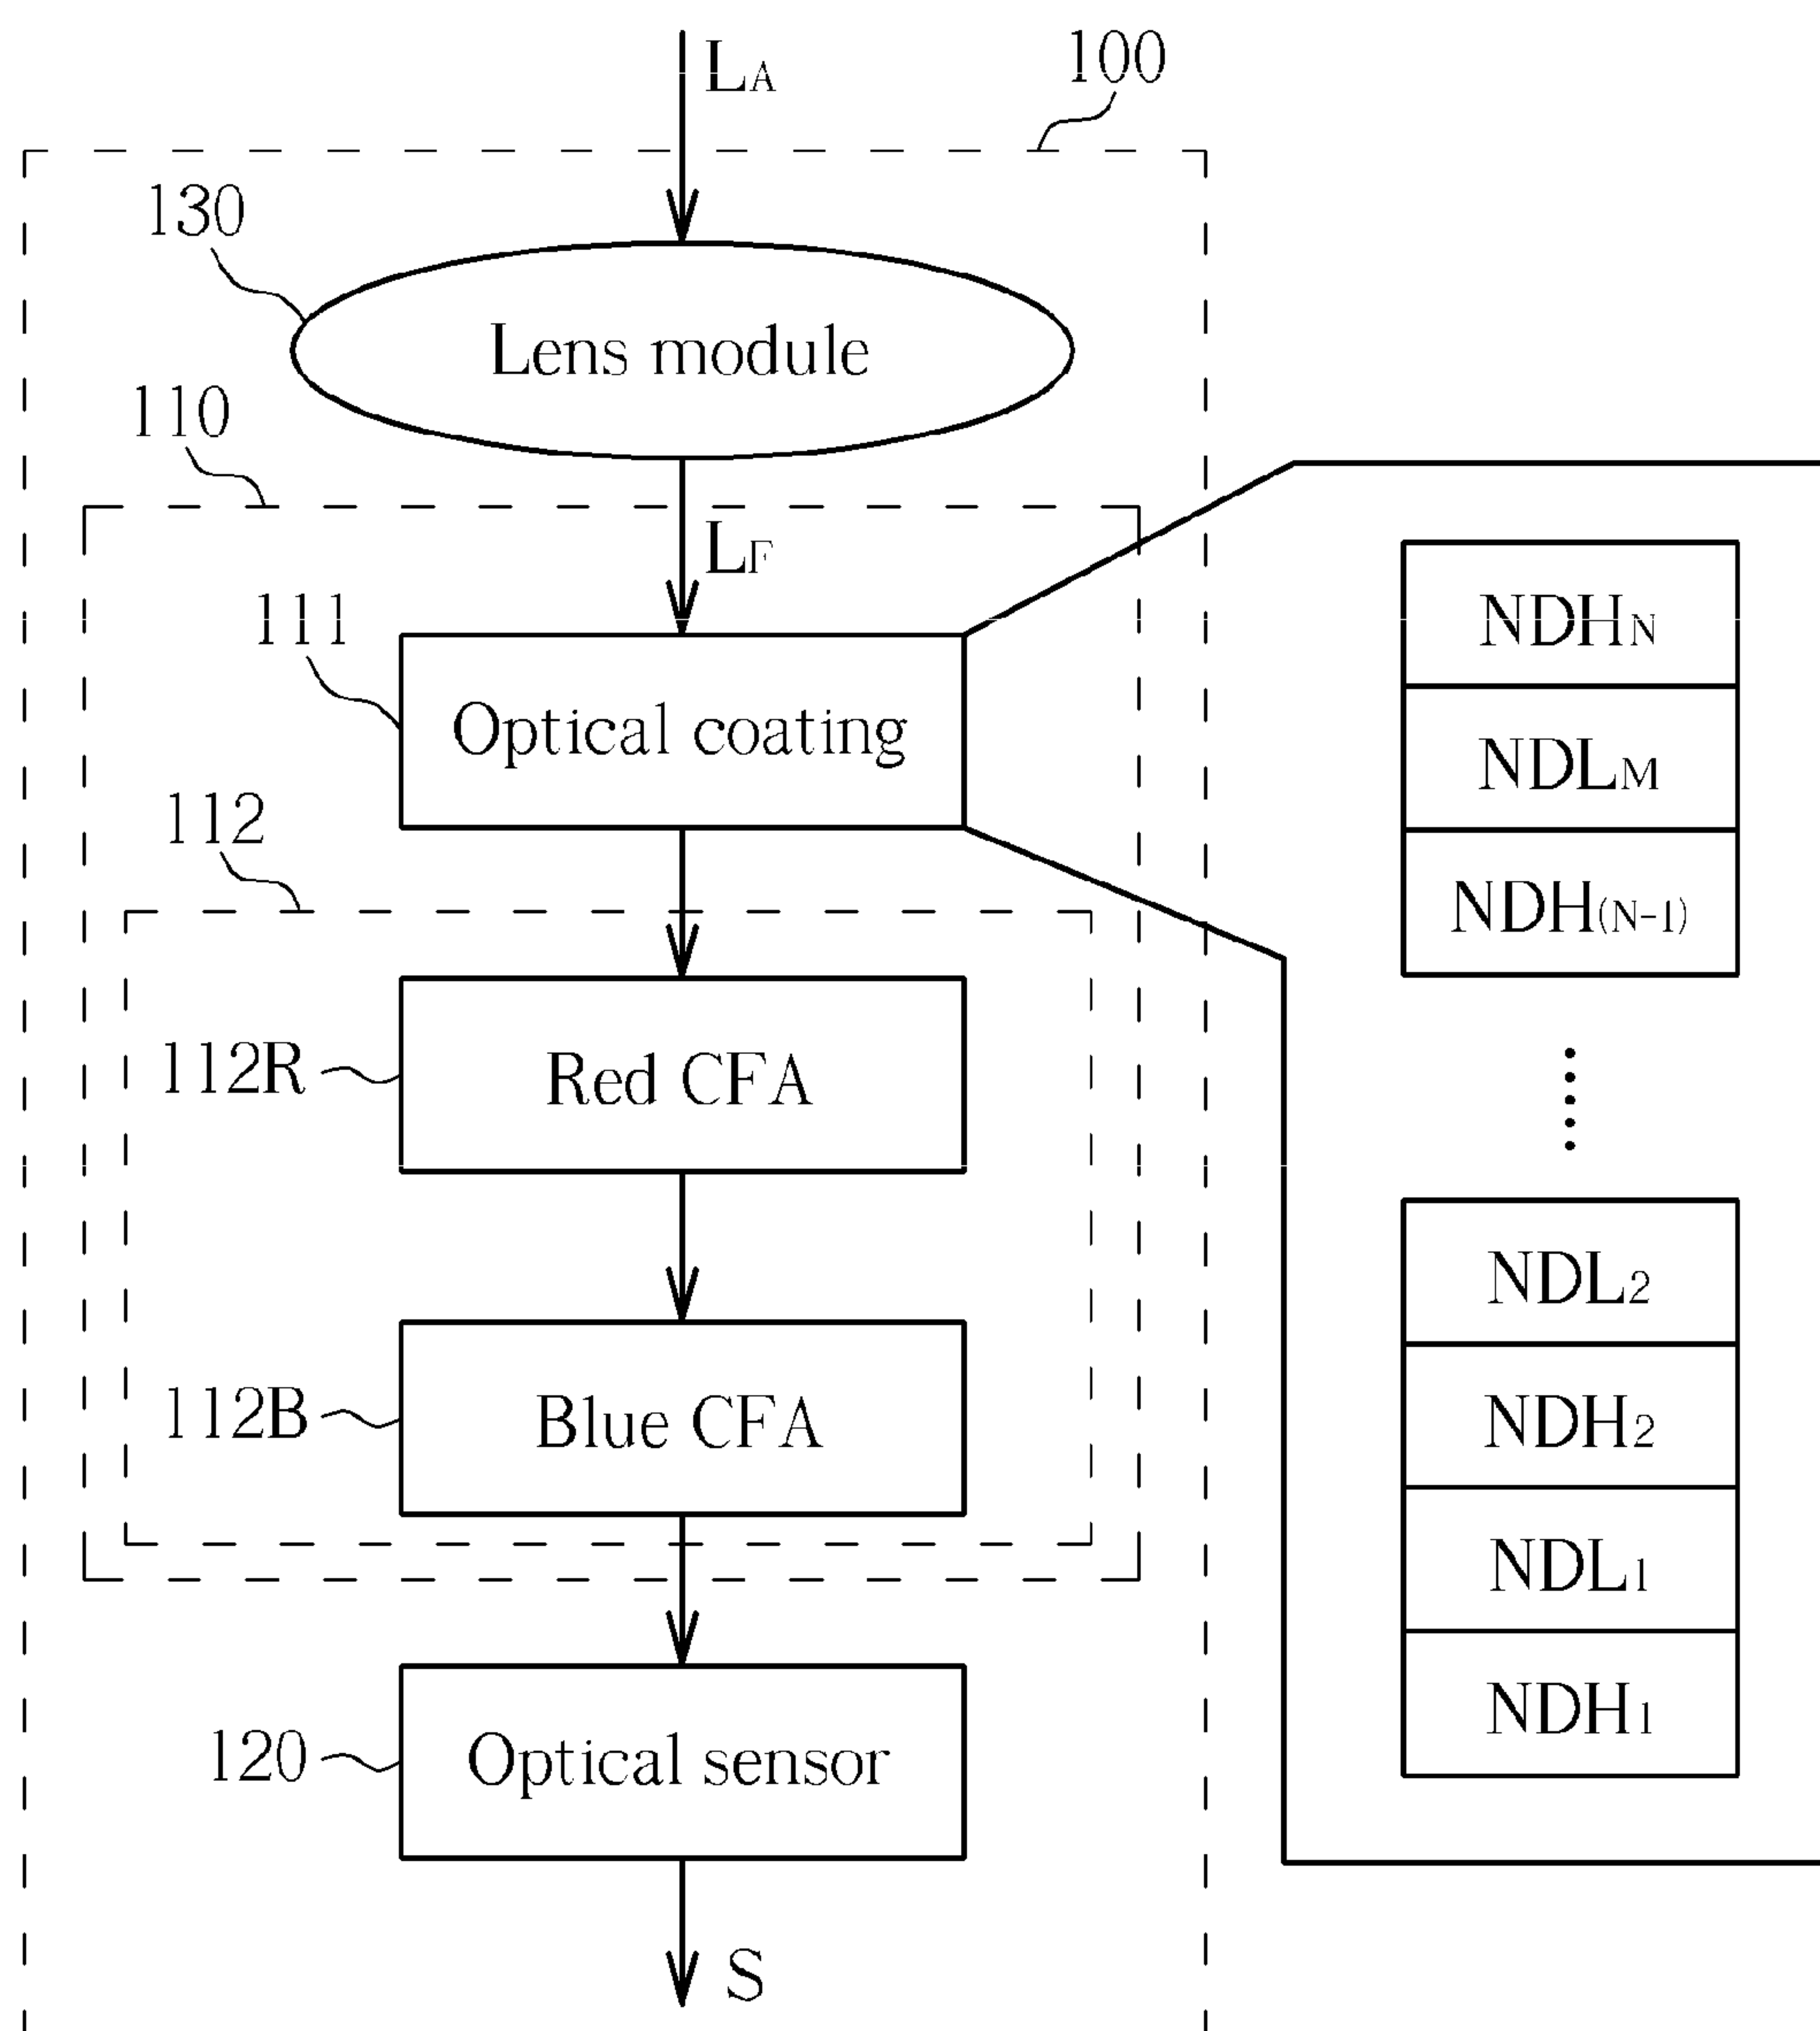 LA
100
130
Lens module
110
LF
111
Optical coating
112
112R
Red CFA
112B
Blue CFA
120
Optical sensor
S
NDHN
NDLM
NDH(N-1)
NDL2
NDH2
NDL1
NDH1